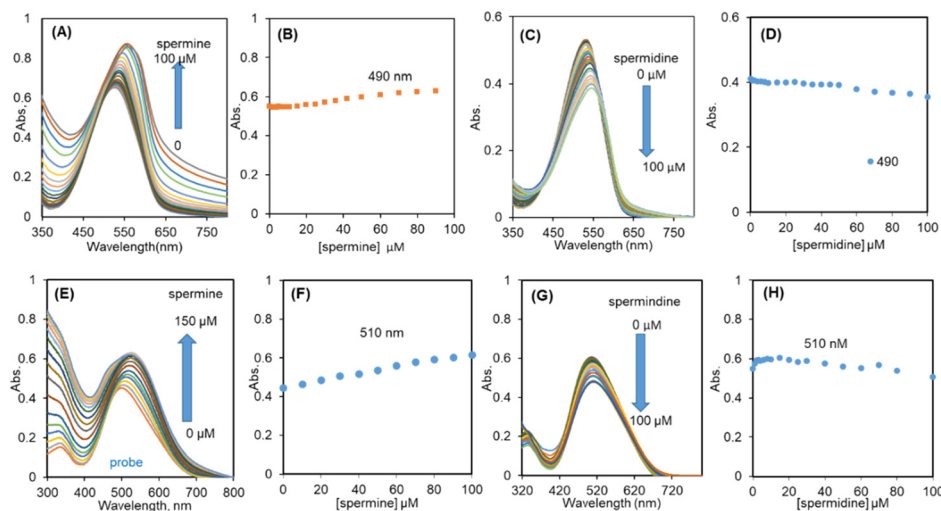 (A)
spermine
100 μM
0
Abs.
1
0.8
0.6
0.4
0.2
0
350 450 550 650 750
Wavelength(nm)
(B)
490 nm
Abs.
1
0.8
0.6
0.4
0.2
0
0 20 40 60 80 100
[spermine] μM
(C)
spermidine
0 μM
100 μM
Abs.
0.6
0.4
0.2
0
350 450 550 650 750
Wavelength (nm)
(D)
490
Abs.
0.6
0.4
0.2
0
0 20 40 60 80 100
[spermidine] μM
(E)
spermine
150 μM
0 μM
probe
Abs.
1
0.8
0.6
0.4
0.2
0
300 400 500 600 700 800
Wavelength, nm
(F)
510 nm
Abs.
1
0.8
0.6
0.4
0.2
0
0 20 40 60 80 100
[spermine] μM
(G)
spermindine
0 μM
100 μM
Abs.
1
0.8
0.6
0.4
0.2
0
320 420 520 620 720
Wavelength (nm)
(H)
510 nM
Abs.
1
0.8
0.6
0.4
0.2
0
0 20 40 60 80 100
[spermidine] μM